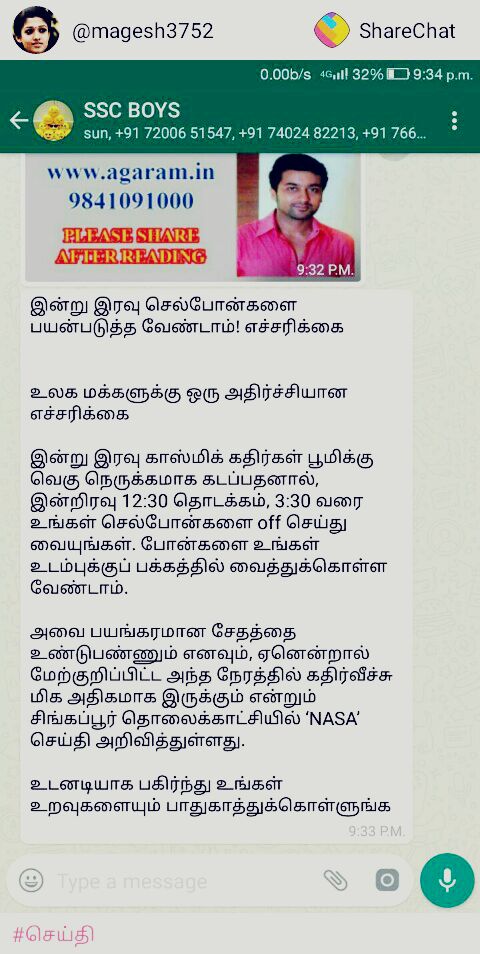 @magesh3752
ShareChat
0.00b/s 4G 32% 9:34 p.m.
SSC BOYS
sun, +91 72006 51547, +91 74024 82213, +91 766...
www.agaram.in
9841091000
PLEASE SHARE
AFTER READING
9:32 P.M.
இன்று இரவு செல்போன்களை
பயன்படுத்த வேண்டாம்! எச்சரிக்கை
உலக மக்களுக்கு ஒரு அதிர்ச்சியான
எச்சரிக்கை
இன்று இரவு காஸ்மிக் கதிர்கள் பூமிக்கு
வெகு நெருக்கமாக கடப்பதனால்,
இன்றிரவு 12:30 தொடக்கம், 3:30 வரை
உங்கள் செல்போன்களை off செய்து
வையுங்கள். போன்களை உங்கள்
உடம்புக்குப் பக்கத்தில் வைத்துக்கொள்ள
வேண்டாம்.
அவை பயங்கரமான சேதத்தை
உண்டுபண்ணும் எனவும், ஏனென்றால்
மேற்குறிப்பிட்ட அந்த நேரத்தில் கதிர்வீச்சு
மிக அதிகமாக இருக்கும் என்றும்
சிங்கப்பூர் தொலைக்காட்சியில் ‘NASA’
செய்தி அறிவித்துள்ளது.
உடனடியாக பகிர்ந்து உங்கள்
உறவுகளையும் பாதுகாத்துக்கொள்ளுங்க
9:33 P.M.
Type a message
#செய்தி